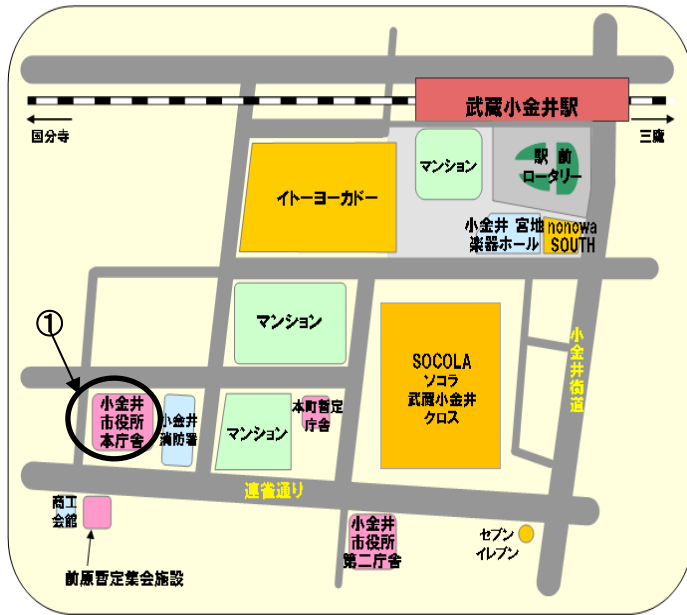 武蔵小金井駅
国分寺
三鷹
マンション
駅 前
ロータリー
イトーヨーカドー
小金井 宮地
楽器ホール
nonowa
SOUTH
マンション
①
SOCOLA
ソコラ
武蔵小金井
クロス
小金井街道
小金井
市役所
本庁舎
小金井
消防署
マンション
本町暫定
庁舎
連雀通り
商工
会館
小金井
市役所
第二庁舎
セブン
イレブン
前原暫定集会施設